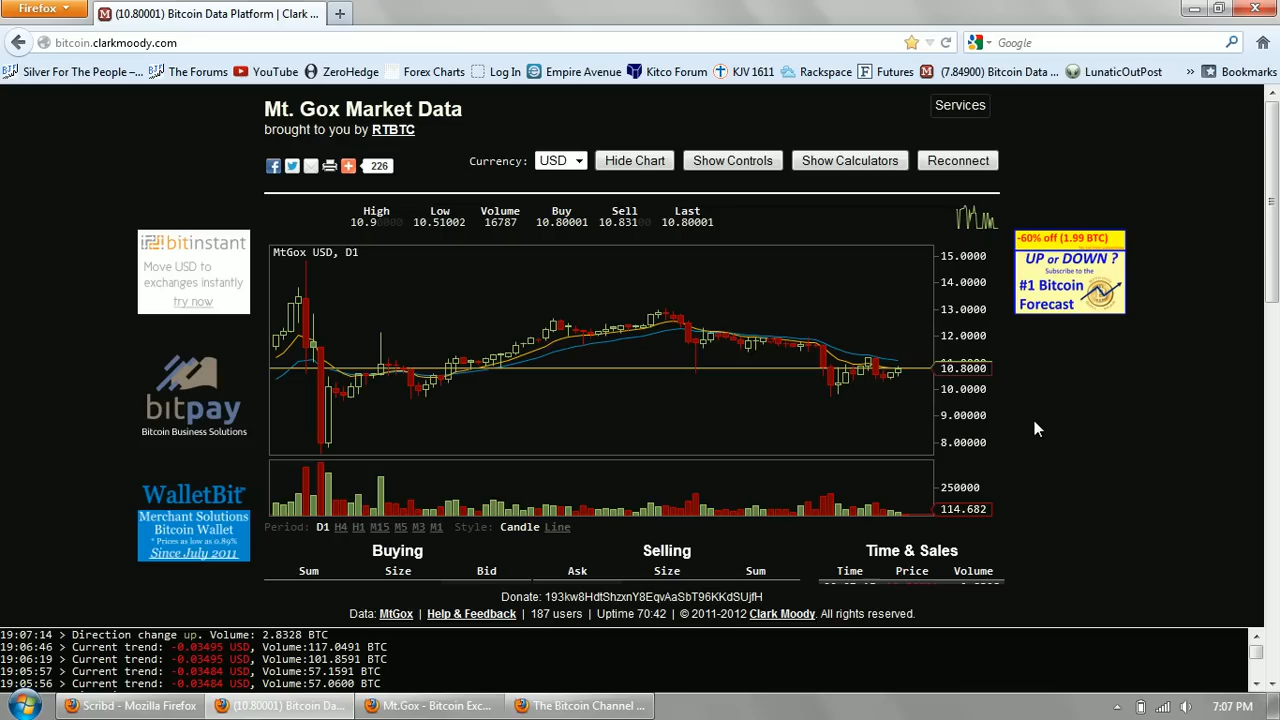 Firefox
(10.80001) Bitcoin Data Platform | Clark ...
bitcoin.clarkmoody.com
Google
Silver For The People –...
The Forums
YouTube
ZeroHedge
Forex Charts
Log In
Empire Avenue
Kitco Forum
KJV 1611
Rackspace
Futures
(7.84900) Bitcoin Data ...
LunaticOutPost
»
Bookmarks
Mt. Gox Market Data
Services
brought to you by RTBTC
226
Currency:
USD
Hide Chart
Show Controls
Show Calculators
Reconnect
High Low Volume Buy Sell Last
10.96000 10.51002 16787 10.80001 10.83100 10.80001
MtGox USD, D1
15.0000
14.0000
13.0000
12.0000
10.8000
10.0000
9.00000
8.00000
250000
114.682
bitinstant
Move USD to
exchanges instantly
try now
bitpay
Bitcoin Business Solutions
WalletBit
Merchant Solutions
Bitcoin Wallet
* Prices as low as 0.89%
Since July 2011
-60% off (1.99 BTC)
UP or DOWN ?
Subscribe to the
#1 Bitcoin
Forecast
Period: D1 H4 H1 M15 M5 M3 M1 Style: Candle Line
Buying Selling Time & Sales
Sum Size Bid Ask Size Sum Time Price Volume
Donate: 193kw8HdtShzxnY8EqvAaSbT96KKdSUjfH
Data: MtGox | Help & Feedback | 187 users | Uptime 70:42 | © 2011-2012 Clark Moody. All rights reserved.
19:07:14 > Direction change up. Volume: 2.8328 BTC
19:06:46 > Current trend: -0.03495 USD, Volume:117.0491 BTC
19:06:19 > Current trend: -0.03495 USD, Volume:101.8591 BTC
19:05:57 > Current trend: -0.03484 USD, Volume:57.1591 BTC
19:05:56 > Current trend: -0.03484 USD, Volume:57.0600 BTC
Scribd - Mozilla Firefox
(10.80001) Bitcoin Da...
Mt.Gox - Bitcoin Exc...
The Bitcoin Channel ...
7:07 PM